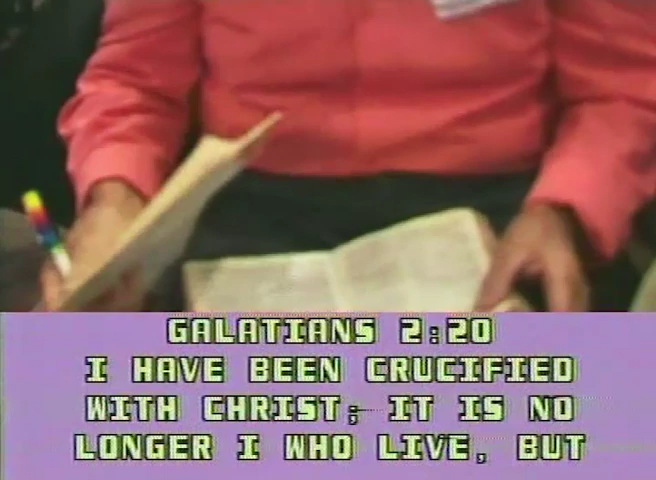 GALATIANS 2:20
I HAVE BEEN CRUCIFIED
WITH CHRIST; IT IS NO
LONGER I WHO LIVE, BUT